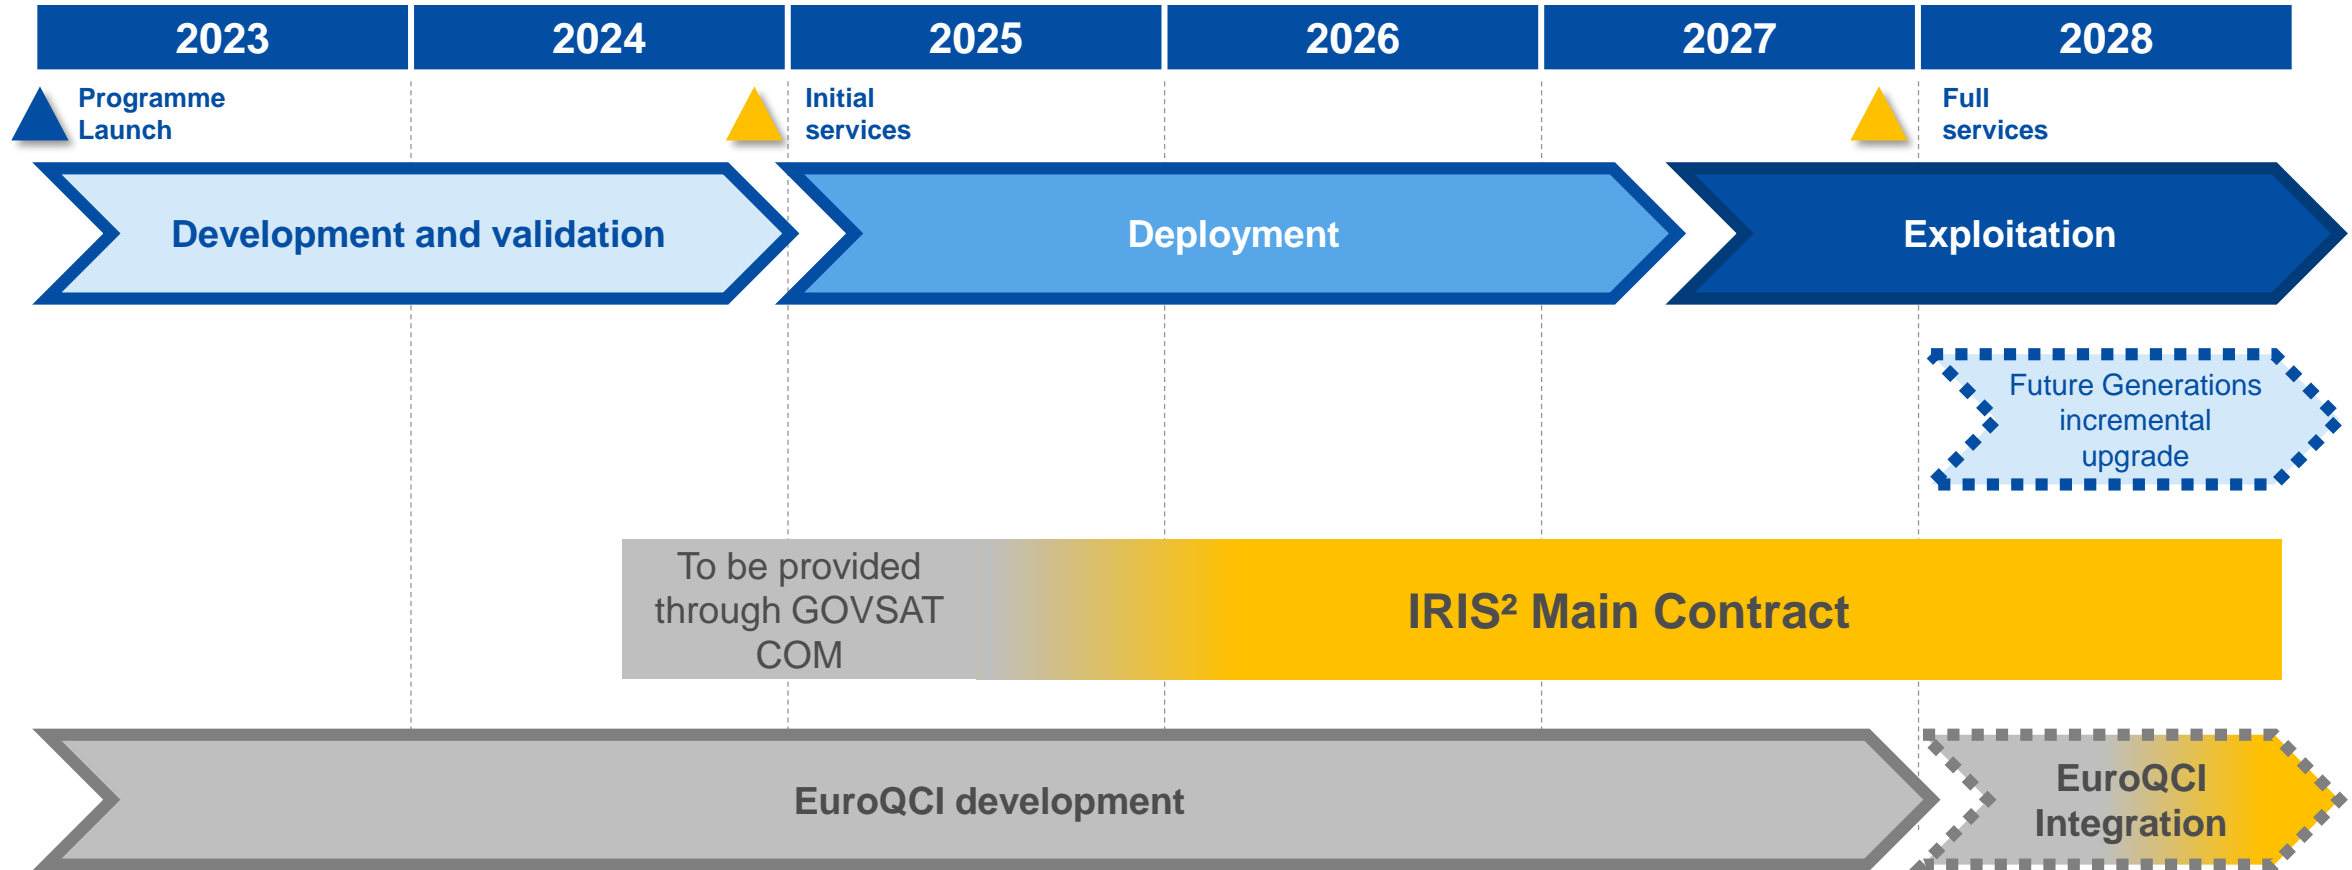 2023
2024
2025
2026
2027
2028
Programme
Launch
Initial
services
Full
services
Development and validation
Deployment
Exploitation
Future Generations
incremental
upgrade
To be provided
through GOVSAT
COM
IRIS² Main Contract
EuroQCI development
EuroQCI
Integration